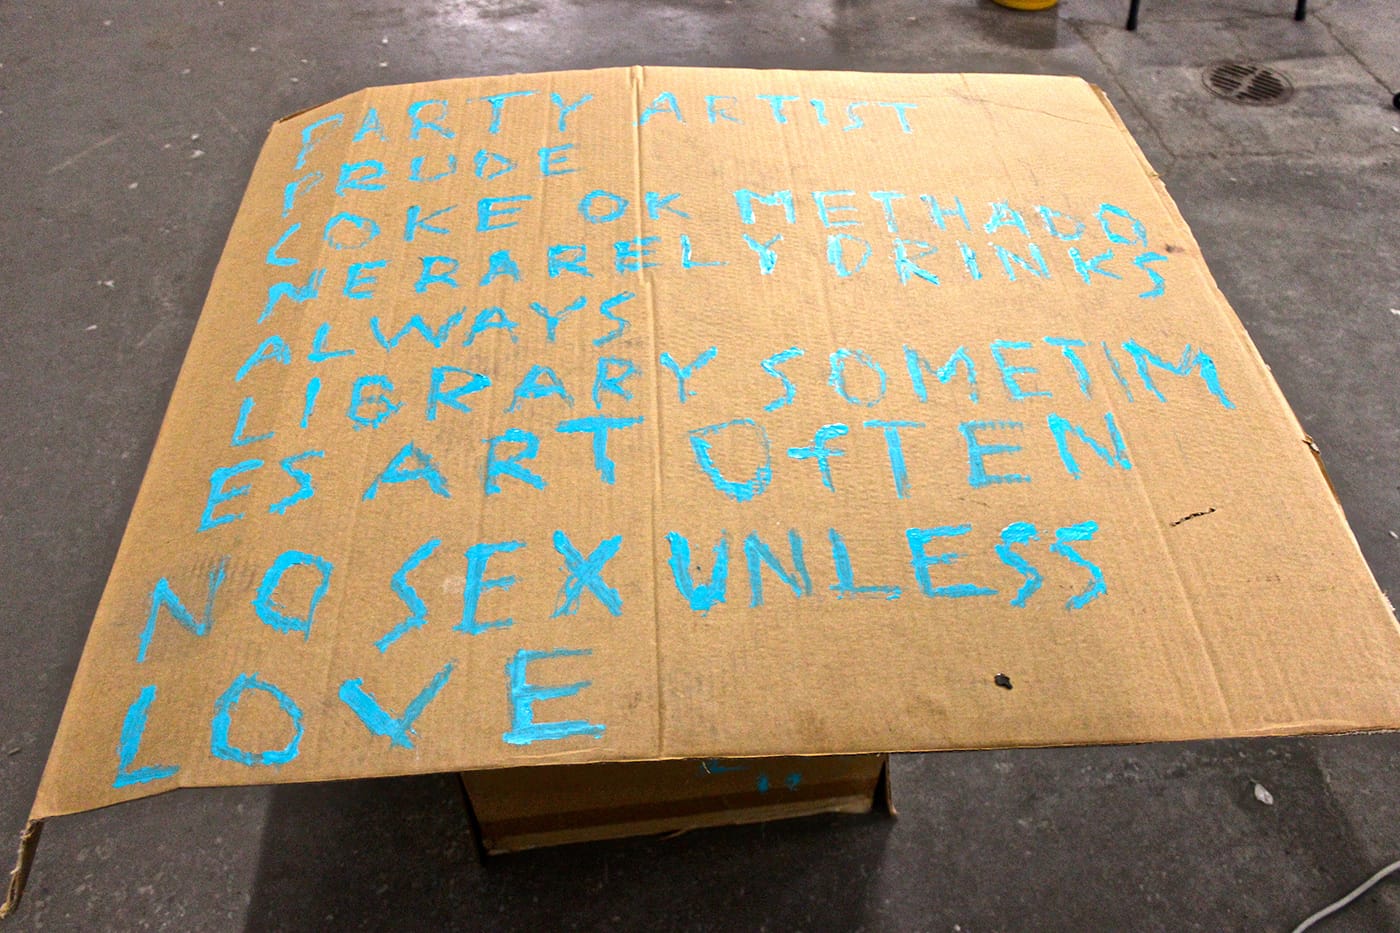 PARTY ARTIST
PRUDE
COKE OK METHADO
NE RARELY DRINKS
ALWAYS
LIBRARY SOMETIM
ES ART OfTEN
NO SEX UNLESS
LOVE